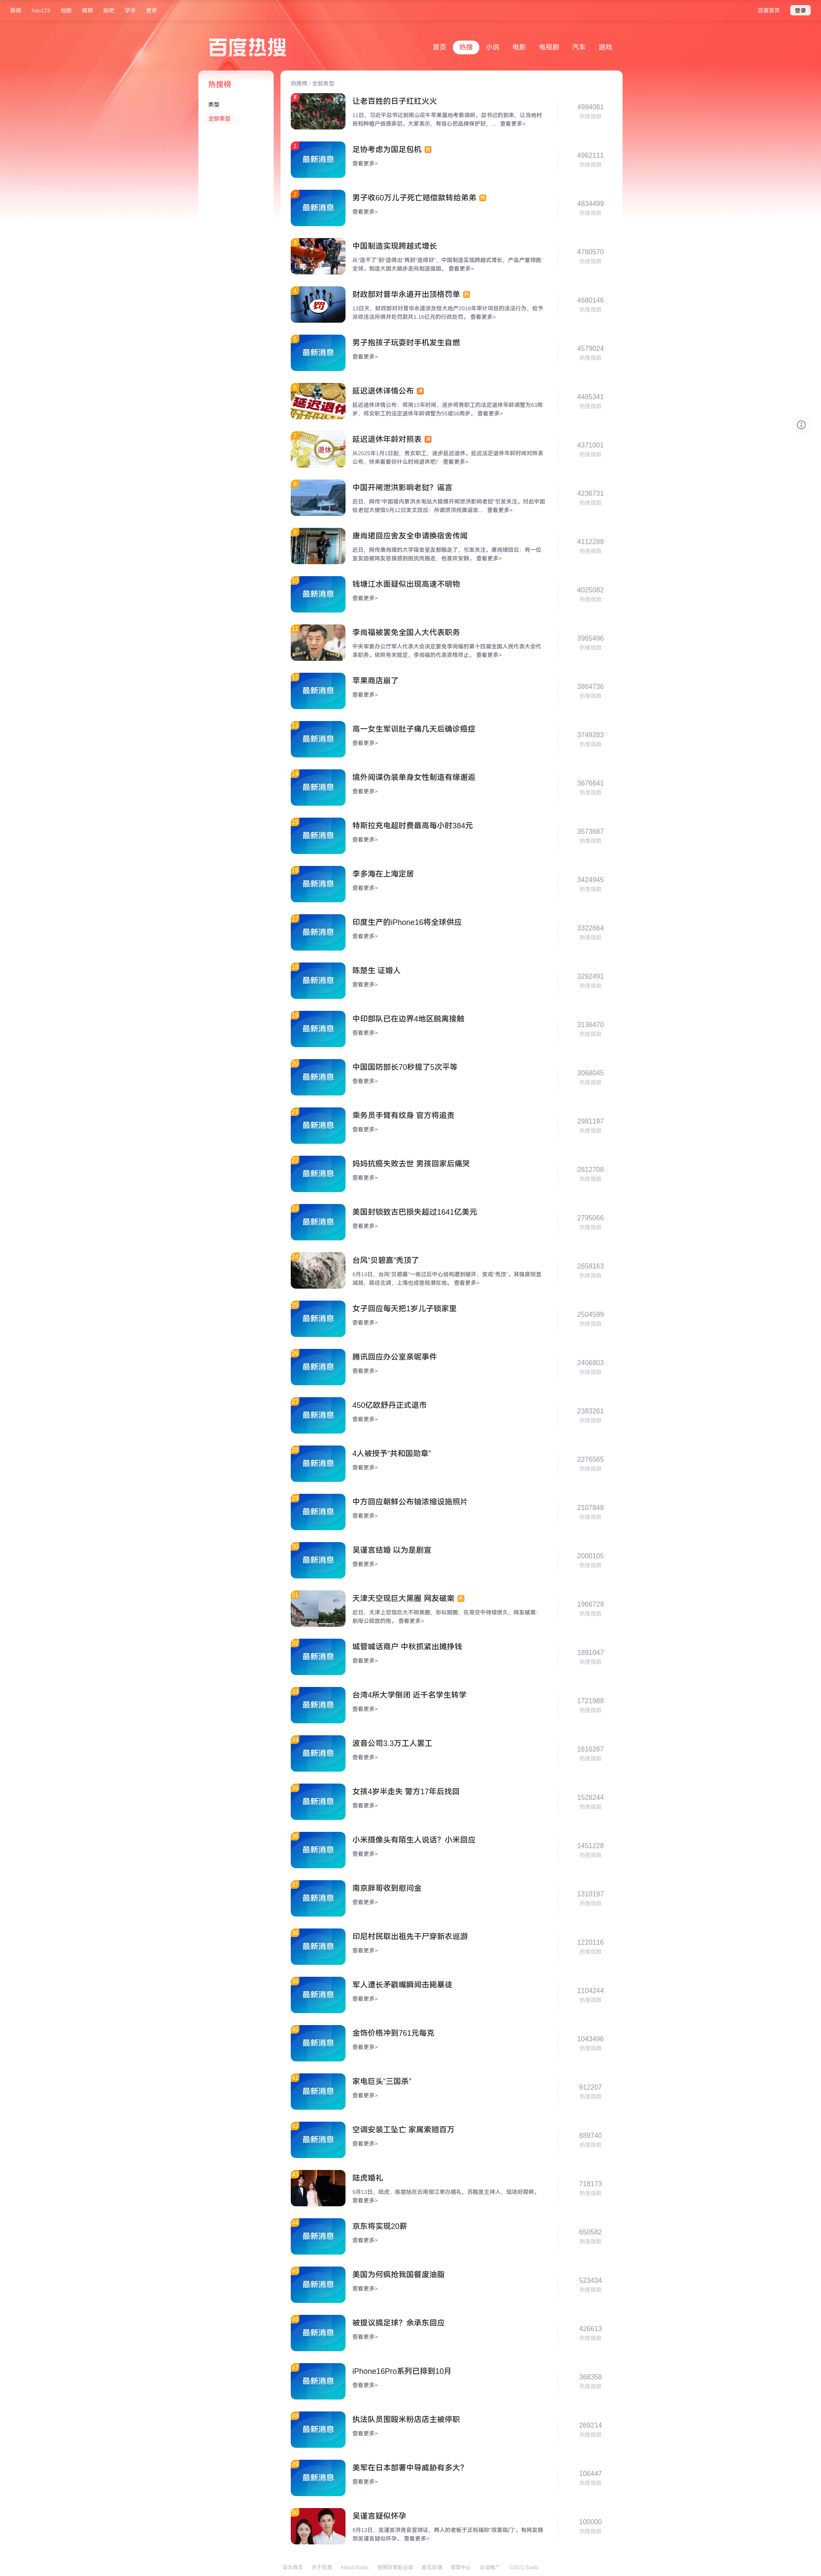 新闻 hao123 地图 视频 贴吧 学术 更多 百度首页 登录
百度热搜
首页 热搜 小说 电影 电视剧 汽车 游戏
热搜榜
类型
全部类型
热搜榜 / 全部类型
让老百姓的日子红红火火
11日，习近平总书记到南山花牛苹果基地考察调研。总书记的到来，让当地村
民和种植户倍感亲切。大家表示，有信心把品牌保护好，... 查看更多>
4994081
热搜指数
1
最新消息
足协考虑为国足包机 热
查看更多>
4962111
热搜指数
2
最新消息
男子收60万儿子死亡赔偿款转给弟弟 热
查看更多>
4834499
热搜指数
中国制造实现跨越式增长
从“造不了”到“造得出”再到“造得好”，中国制造实现跨越式增长，产品产量领跑
全球。制造大国大踏步走向制造强国。 查看更多>
4780570
热搜指数
4
罚
财政部对普华永道开出顶格罚单 热
13日天，财政部对对普华永道涉及恒大地产2018年审计项目的违法行为，给予
没收违法所得并处罚款共1.16亿元的行政处罚。 查看更多>
4680146
热搜指数
5
最新消息
男子抱孩子玩耍时手机发生自燃
查看更多>
4579024
热搜指数
延迟退休
延迟退休详情公布
延迟退休详情公布：将用15年时间，逐步将男职工的法定退休年龄调整为63周
岁，将女职工的法定退休年龄调整为55或58周岁。 查看更多>
4485341
热搜指数
退休
延迟退休年龄对照表
从2025年1月1日起，男女职工，逐步延迟退休。延迟法定退休年龄时间对照表
公布，快来看看你什么时间退休吧！ 查看更多>
4371001
热搜指数
8
中国开闸泄洪影响老挝？谣言
近日，网传“中国境内景洪水电站大规模开闸泄洪影响老挝”引发关注。对此中国
驻老挝大使馆9月12日发文回应：所谓泄洪纯属谣言... 查看更多>
4236731
热搜指数
唐尚珺回应舍友全申请换宿舍传闻
近日，网传唐尚珺的大学宿舍室友都搬走了，引发关注。唐尚珺回应：有一位
室友因被网友恶搞感到困扰而搬走，他喜欢安静。 查看更多>
4112288
热搜指数
10
最新消息
钱塘江水面疑似出现高速不明物
查看更多>
4025082
热搜指数
11
李尚福被罢免全国人大代表职务
中央军委办公厅军人代表大会决定罢免李尚福的第十四届全国人民代表大会代
表职务。依照有关规定，李尚福的代表资格终止。 查看更多>
3965496
热搜指数
12
最新消息
苹果商店崩了
查看更多>
3864736
热搜指数
13
最新消息
高一女生军训肚子痛几天后确诊癌症
查看更多>
3749283
热搜指数
14
最新消息
境外间谍伪装单身女性制造有缘邂逅
查看更多>
3676641
热搜指数
15
最新消息
特斯拉充电超时费最高每小时384元
查看更多>
3573687
热搜指数
16
最新消息
李多海在上海定居
查看更多>
3424945
热搜指数
17
最新消息
印度生产的iPhone16将全球供应
查看更多>
3322664
热搜指数
18
最新消息
陈楚生 证婚人
查看更多>
3292491
热搜指数
19
最新消息
中印部队已在边界4地区脱离接触
查看更多>
3136470
热搜指数
20
最新消息
中国国防部长70秒提了5次平等
查看更多>
3068045
热搜指数
21
最新消息
乘务员手臂有纹身 官方将追责
查看更多>
2981197
热搜指数
22
最新消息
妈妈抗癌失败去世 男孩回家后痛哭
查看更多>
2812708
热搜指数
23
最新消息
美国封锁致古巴损失超过1641亿美元
查看更多>
2795066
热搜指数
24
台风“贝碧嘉”秃顶了
9月13日，台风“贝碧嘉”一夜过后中心结构遭到破坏，变成“秃顶”。其强度明显
减弱，路径北调，上海也成登陆潜在地。 查看更多>
2658163
热搜指数
25
最新消息
女子回应每天把1岁儿子锁家里
查看更多>
2504599
热搜指数
26
最新消息
腾讯回应办公室亲昵事件
查看更多>
2406803
热搜指数
27
最新消息
450亿欧舒丹正式退市
查看更多>
2383261
热搜指数
28
最新消息
4人被授予“共和国勋章”
查看更多>
2276565
热搜指数
29
最新消息
中方回应朝鲜公布铀浓缩设施照片
查看更多>
2107848
热搜指数
30
最新消息
吴谨言结婚 以为是剧宣
查看更多>
2000105
热搜指数
31
天津天空现巨大黑圈 网友破案 热
近日，天津上空现巨大不明黑圈，形似烟圈，在高空中持续很久，网友破案：
航母公园放的炮。 查看更多>
1966729
热搜指数
32
最新消息
城管喊话商户 中秋抓紧出摊挣钱
查看更多>
1891047
热搜指数
33
最新消息
台湾4所大学倒闭 近千名学生转学
查看更多>
1721988
热搜指数
34
最新消息
波音公司3.3万工人罢工
查看更多>
1616267
热搜指数
35
最新消息
女孩4岁半走失 警方17年后找回
查看更多>
1528244
热搜指数
36
最新消息
小米摄像头有陌生人说话？小米回应
查看更多>
1451228
热搜指数
37
最新消息
南京胖哥收到慰问金
查看更多>
1310197
热搜指数
38
最新消息
印尼村民取出祖先干尸穿新衣巡游
查看更多>
1220116
热搜指数
39
最新消息
军人遭长矛戳嘴瞬间击毙暴徒
查看更多>
1104244
热搜指数
40
最新消息
金饰价格冲到761元每克
查看更多>
1043496
热搜指数
41
最新消息
家电巨头“三国杀”
查看更多>
912207
热搜指数
42
最新消息
空调安装工坠亡 家属索赔百万
查看更多>
889740
热搜指数
43
陆虎婚礼
9月13日，陆虎、陈意旭在云南丽江举办婚礼，苏醒是主持人，现场好甜啊。
查看更多>
718173
热搜指数
44
最新消息
京东将实现20薪
查看更多>
650582
热搜指数
45
最新消息
美国为何疯抢我国餐废油脂
查看更多>
523434
热搜指数
46
最新消息
被提议搞足球？余承东回应
查看更多>
426613
热搜指数
47
最新消息
iPhone16Pro系列已排到10月
查看更多>
368358
热搜指数
48
最新消息
执法队员围殴米粉店店主被停职
查看更多>
269214
热搜指数
49
最新消息
美军在日本部署中导威胁有多大？
查看更多>
106447
热搜指数
50
吴谨言疑似怀孕
9月13日，吴谨言洪尧官宣领证，两人的老板于正祝福称“双喜临门”，有网友猜
测吴谨言疑似怀孕。 查看更多>
100000
热搜指数
设为首页 关于百度 About Baidu 使用百度前必读 意见反馈 帮助中心 企业推广 ©2021 Baidu